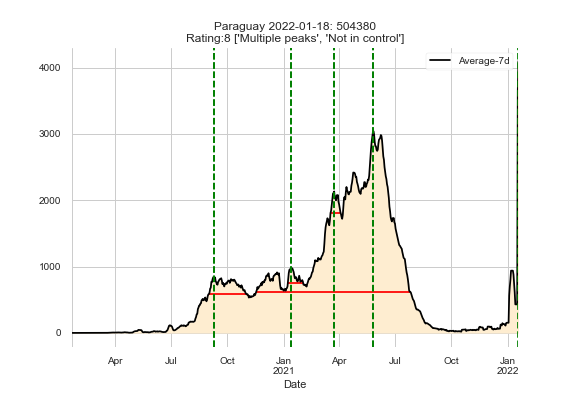 Paraguay 2022-01-18: 504380
Rating:8 ['Multiple peaks', 'Not in control']
Average-7d
4000
3000
2000
1000
0
Apr Jul Oct Jan Apr Jul Oct Jan
2021 2022
Date